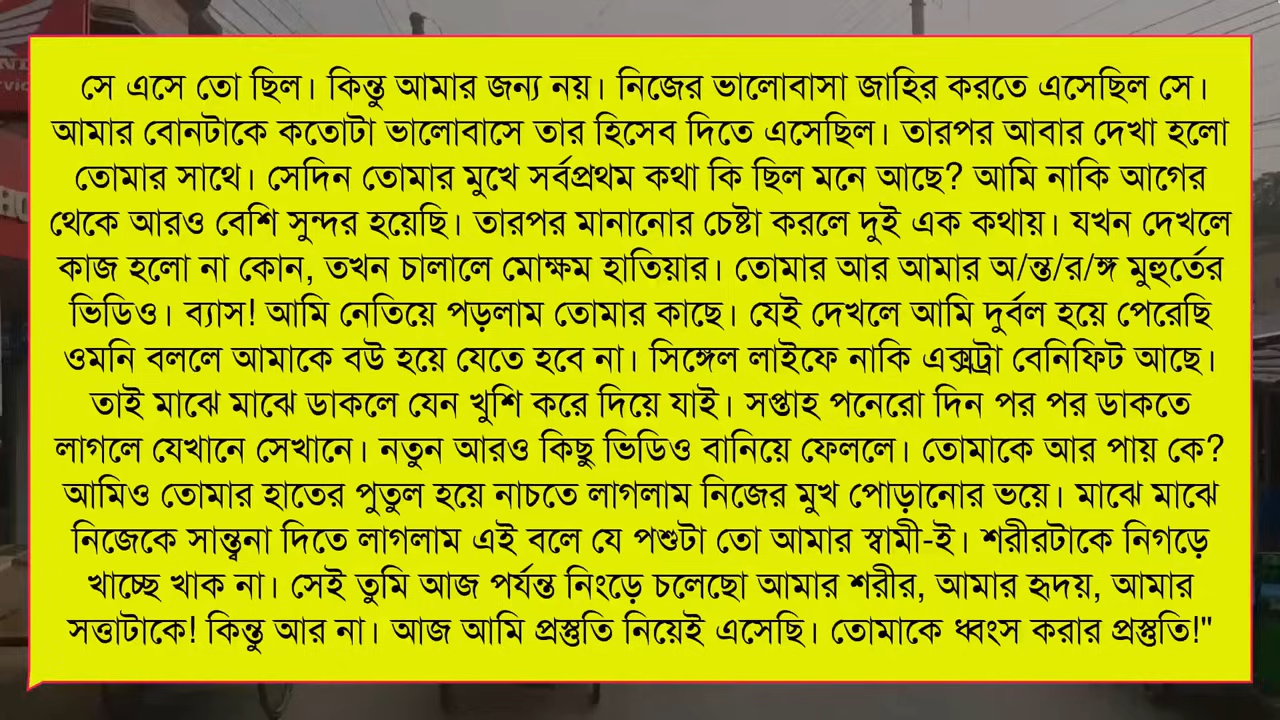 সে এসে তো ছিল। কিন্তু আমার জন্য নয়। নিজের ভালোবাসা জাহির করতে এসেছিল সে।
আমার বোনটাকে কতোটা ভালোবাসে তার হিসেব দিতে এসেছিল। তারপর আবার দেখা হলো
তোমার সাথে। সেদিন তোমার মুখে সর্বপ্রথম কথা কি ছিল মনে আছে? আমি নাকি আগের
থেকে আরও বেশি সুন্দর হয়েছি। তারপর মানানোর চেষ্টা করলে দুই এক কথায়। যখন দেখলে
কাজ হলো না কোন, তখন চালালে মোক্ষম হাতিয়ার। তোমার আর আমার অ/ন্ত/র/ঙ্গ মুহুর্তের
ভিডিও। ব্যাস! আমি নেতিয়ে পড়লাম তোমার কাছে। যেই দেখলে আমি দুর্বল হয়ে পেরেছি
ওমনি বললে আমাকে বউ হয়ে যেতে হবে না। সিঙ্গেল লাইফে নাকি এক্সট্রা বেনিফিট আছে।
তাই মাঝে মাঝে ডাকলে যেন খুশি করে দিয়ে যাই। সপ্তাহ পনেরো দিন পর পর ডাকতে
লাগলে যেখানে সেখানে। নতুন আরও কিছু ভিডিও বানিয়ে ফেললে। তোমাকে আর পায় কে?
আমিও তোমার হাতের পুতুল হয়ে নাচতে লাগলাম নিজের মুখ পোড়ানোর ভয়ে। মাঝে মাঝে
নিজেকে সান্ত্বনা দিতে লাগলাম এই বলে যে পশুটা তো আমার স্বামী-ই। শরীরটাকে নিগড়ে
খাচ্ছে খাক না। সেই তুমি আজ পর্যন্ত নিংড়ে চলেছো আমার শরীর, আমার হৃদয়, আমার
সত্তাটাকে! কিন্তু আর না। আজ আমি প্রস্তুতি নিয়েই এসেছি। তোমাকে ধ্বংস করার প্রস্তুতি!"